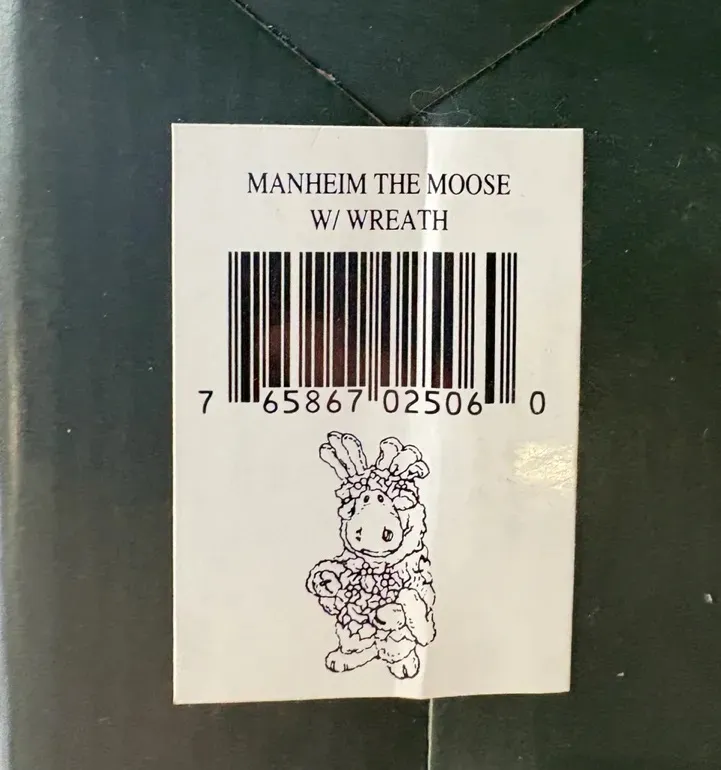 MANHEIM THE MOOSE
W/ WREATH
7 65867 02506 0